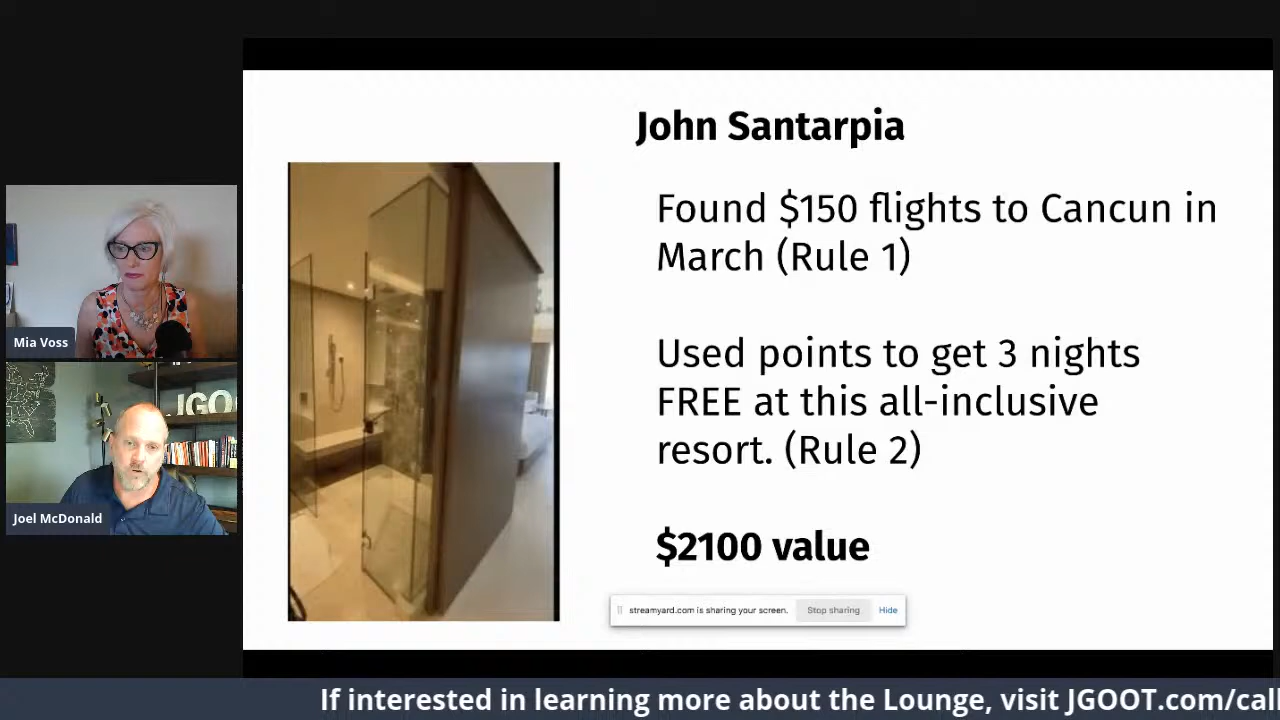 John Santarpia
Found $150 flights to Cancun in
March (Rule 1)
Used points to get 3 nights
FREE at this all-inclusive
resort. (Rule 2)
$2100 value
streamyard.com is sharing your screen.
Stop sharing
Hide
Mia Voss
JGO
Joel McDonald
If interested in learning more about the Lounge, visit JGOOT.com/call